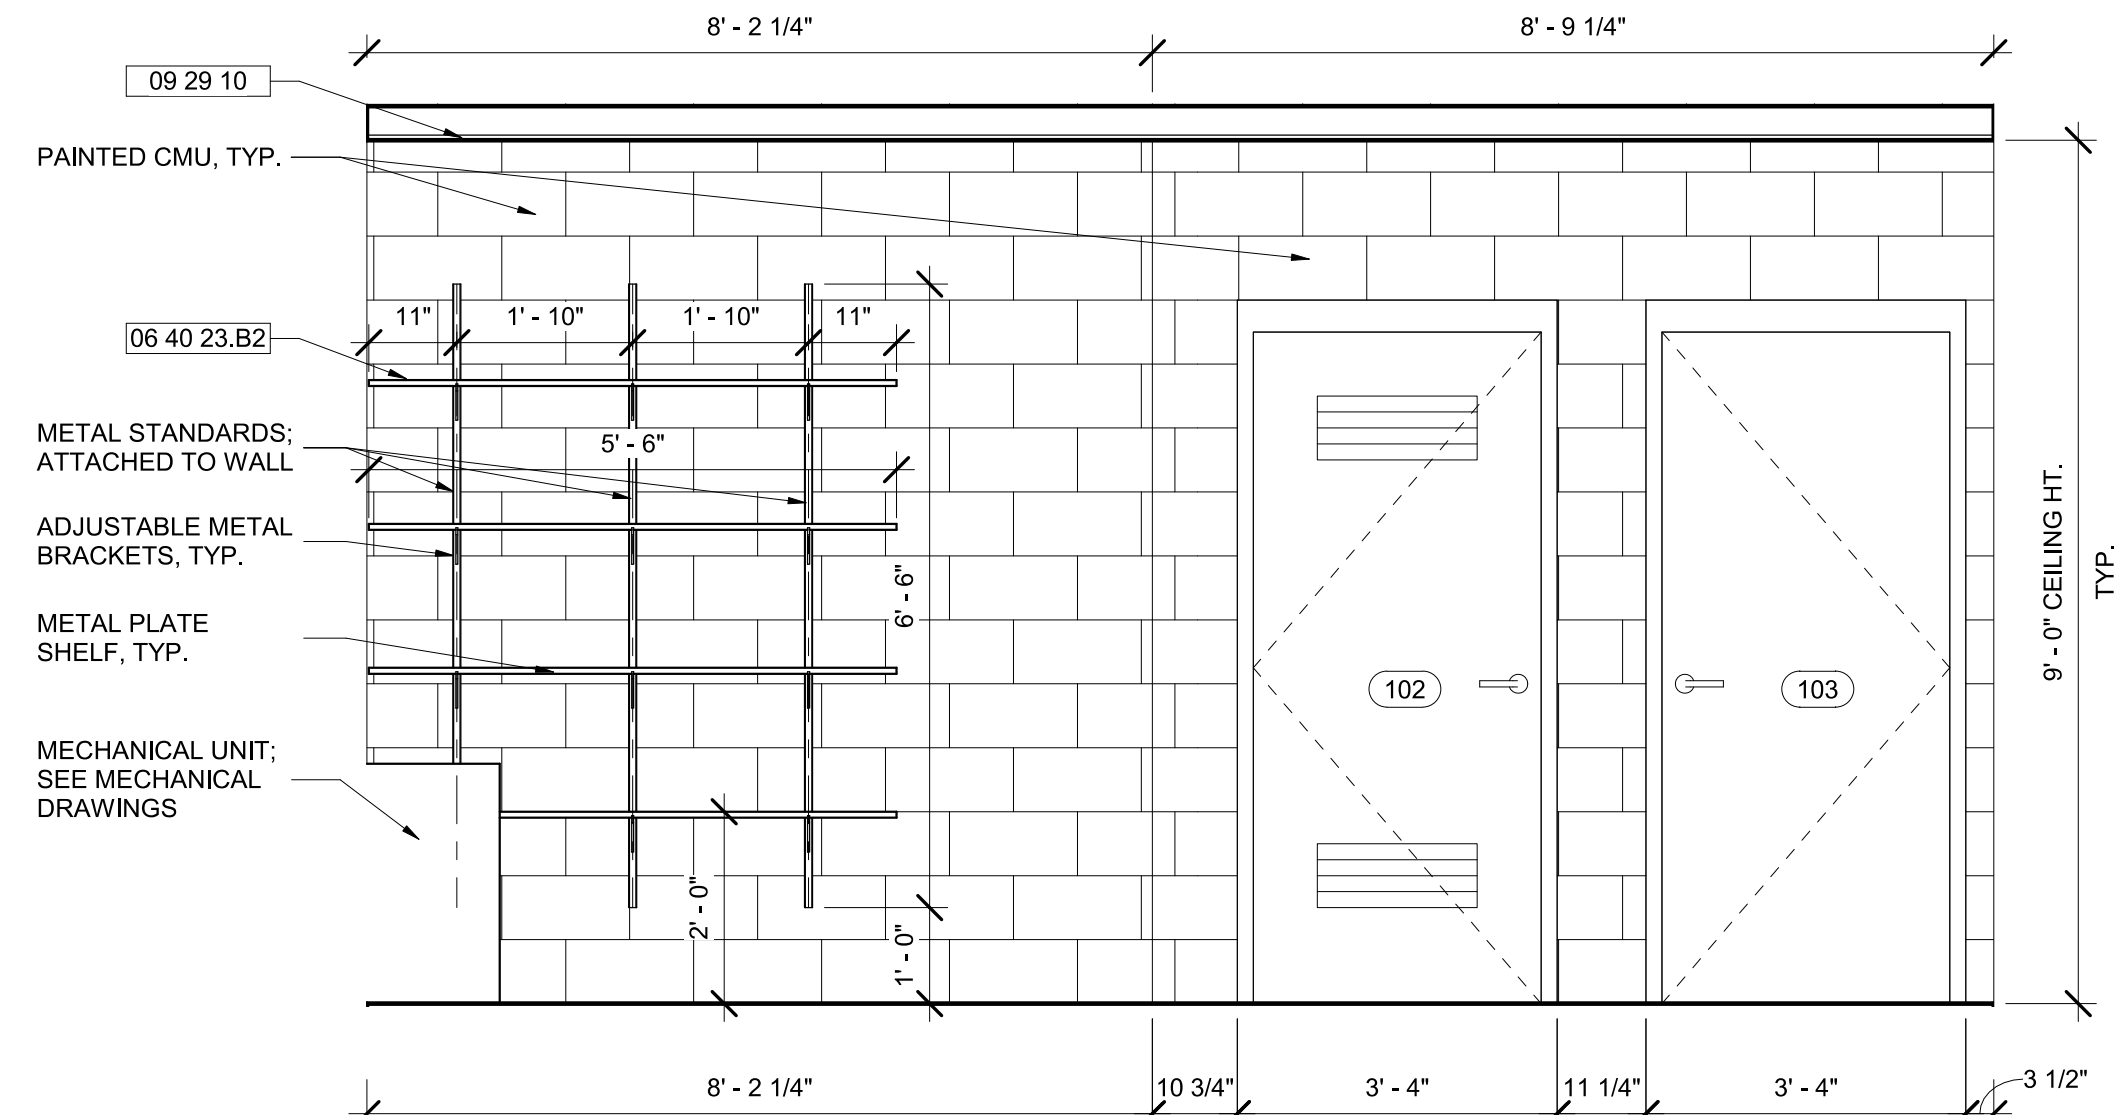 8' - 2 1/4"
8' - 9 1/4"
09 29 10
PAINTED CMU, TYP.
11"
1' - 10"
1' - 10"
11"
06 40 23.B2
METAL STANDARDS;
ATTACHED TO WALL
5' - 6"
ADJUSTABLE METAL
BRACKETS, TYP.
6' - 6"
METAL PLATE
SHELF, TYP.
102
103
9' - 0" CEILING HT.
TYP.
MECHANICAL UNIT;
SEE MECHANICAL
DRAWINGS
2' - 0"
1' - 0"
8' - 2 1/4"
10 3/4"
3' - 4"
11 1/4"
3' - 4"
3 1/2"